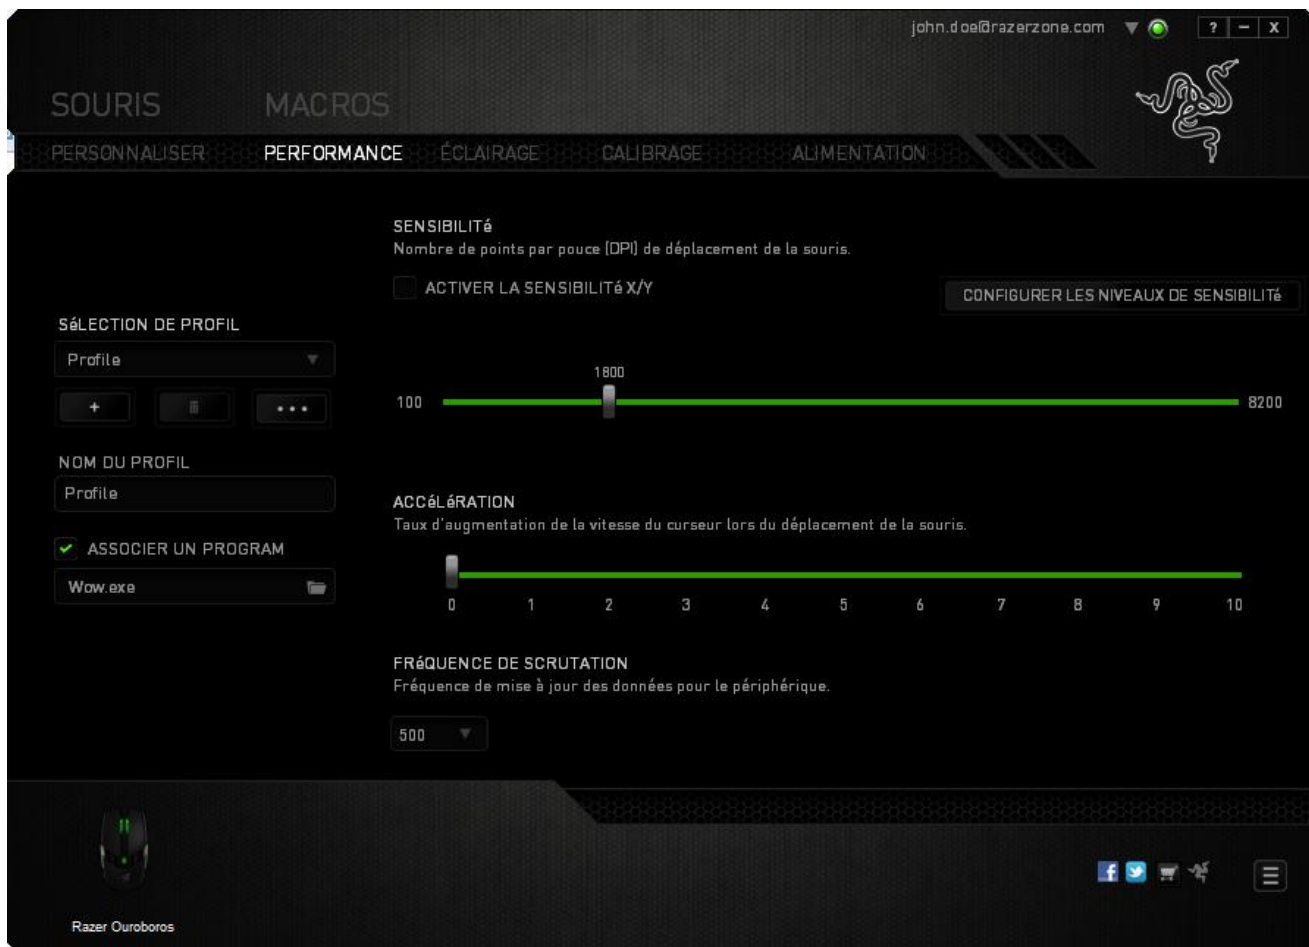 john.doe@razerzone.com
? – X
SOURIS MACROS
PERSONNALISER PERFORMANCE ÉCLAIRAGE CALIBRAGE ALIMENTATION
SENSIBILITé
Nombre de points par pouce (DPI) de déplacement de la souris.
ACTIVER LA SENSIBILITé X/Y
CONFIGURER LES NIVEAUX DE SENSIBILITé
SéLECTION DE PROFIL
Profile
+ •••
1800
100 8200
NOM DU PROFIL
Profile
ASSOCIER UN PROGRAM
Wow.exe
ACCéLéRATION
Taux d'augmentation de la vitesse du curseur lors du déplacement de la souris.
0 1 2 3 4 5 6 7 8 9 10
FRéQUENCE DE SCRUTATION
Fréquence de mise à jour des données pour le périphérique.
500
Razer Ouroboros